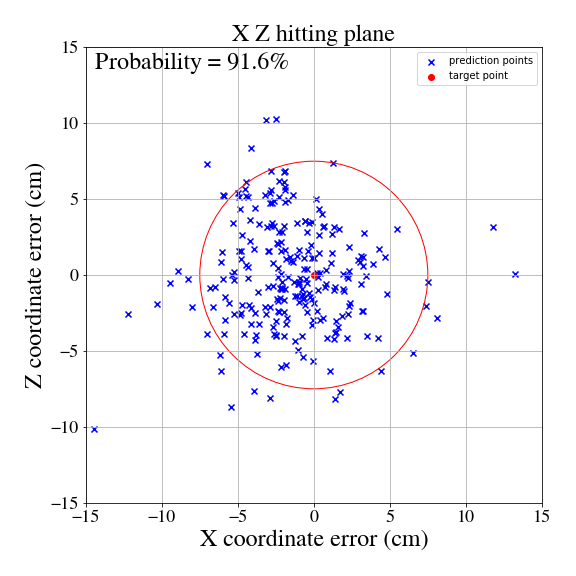 X Z hitting plane
Probability = 91.6%
prediction points
target point
15
10
5
0
−5
−10
−15
Z coordinate error (cm)
−15
−10
−5
0
5
10
15
X coordinate error (cm)